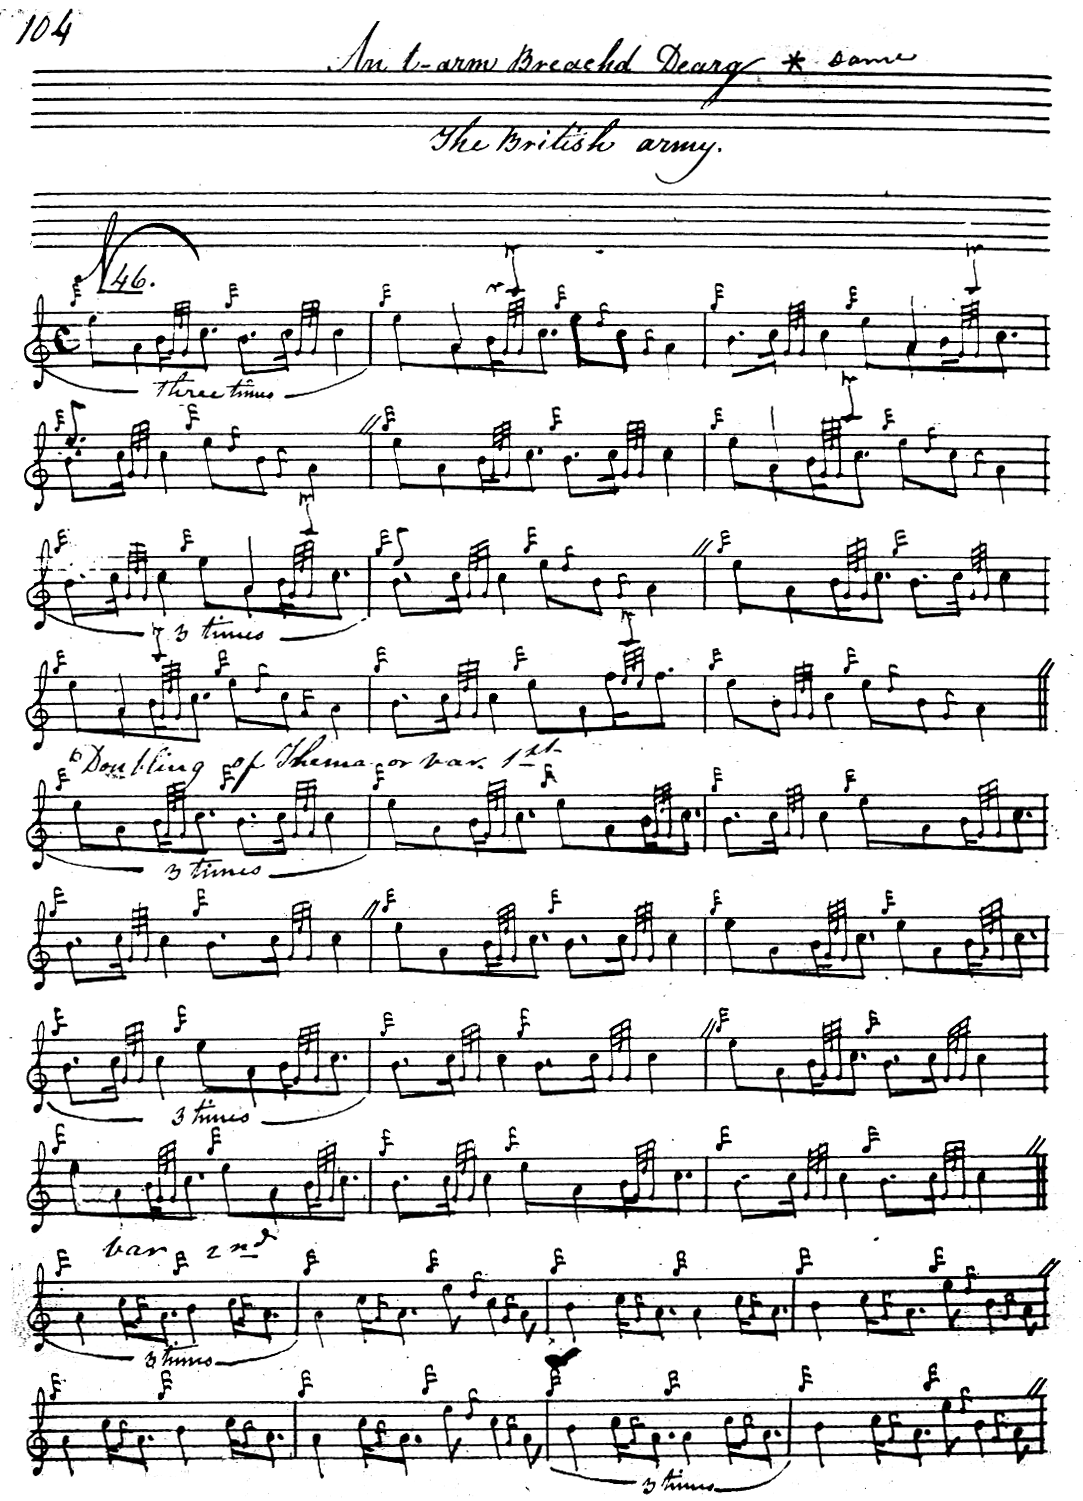 104
An t-arm Breachd Dearg * same
The British army.
N 46.
Three times
3 times
Doubling of Thema or var. 1st
3 times
3 times
var 2nd
3 times
3 times